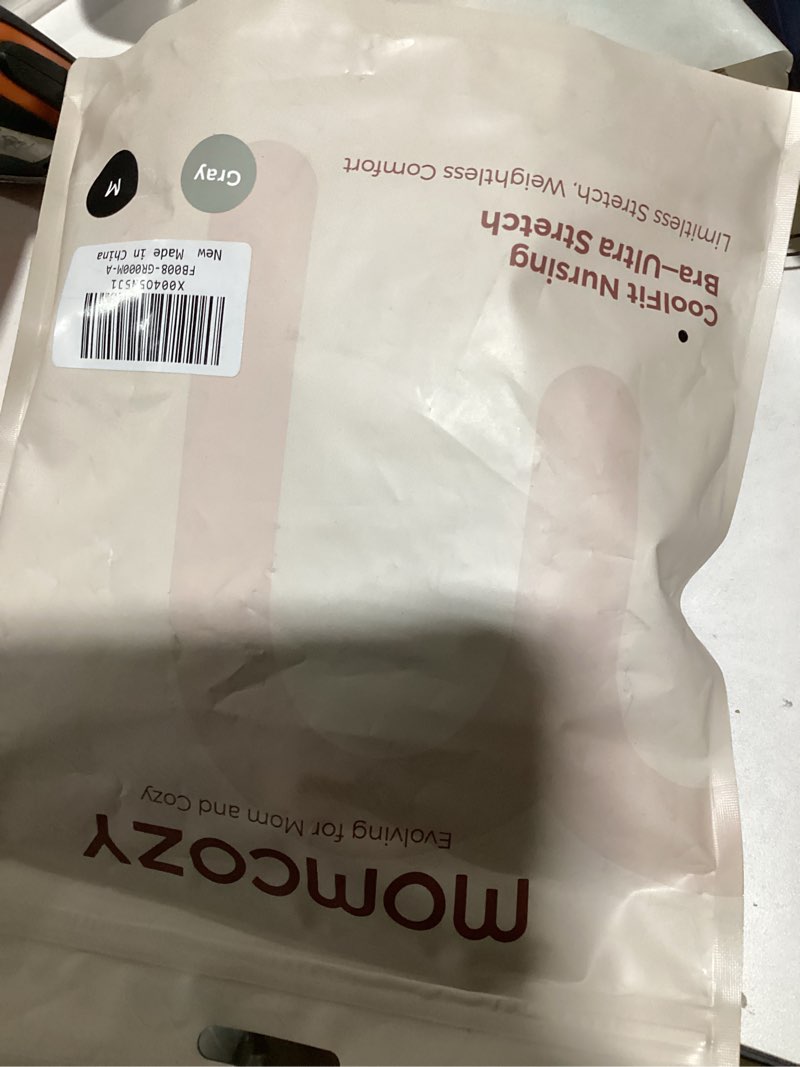 momcozy
Evolving for Mom and Cozy
CoolFit Nursing
Bra–Ultra Stretch
Limitless Stretch, Weightless Comfort
FB008-GR000M-A
New Made in China
Gray
M